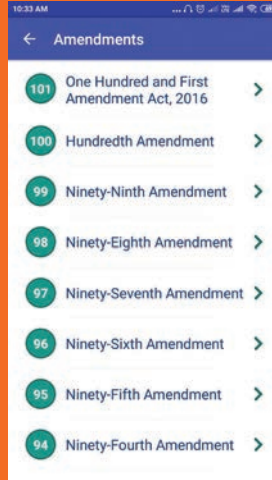 10:33 AM
← Amendments
101 One Hundred and First
Amendment Act, 2016
100 Hundredth Amendment
99 Ninety-Ninth Amendment
98 Ninety-Eighth Amendment
97 Ninety-Seventh Amendment
96 Ninety-Sixth Amendment
95 Ninety-Fifth Amendment
94 Ninety-Fourth Amendment